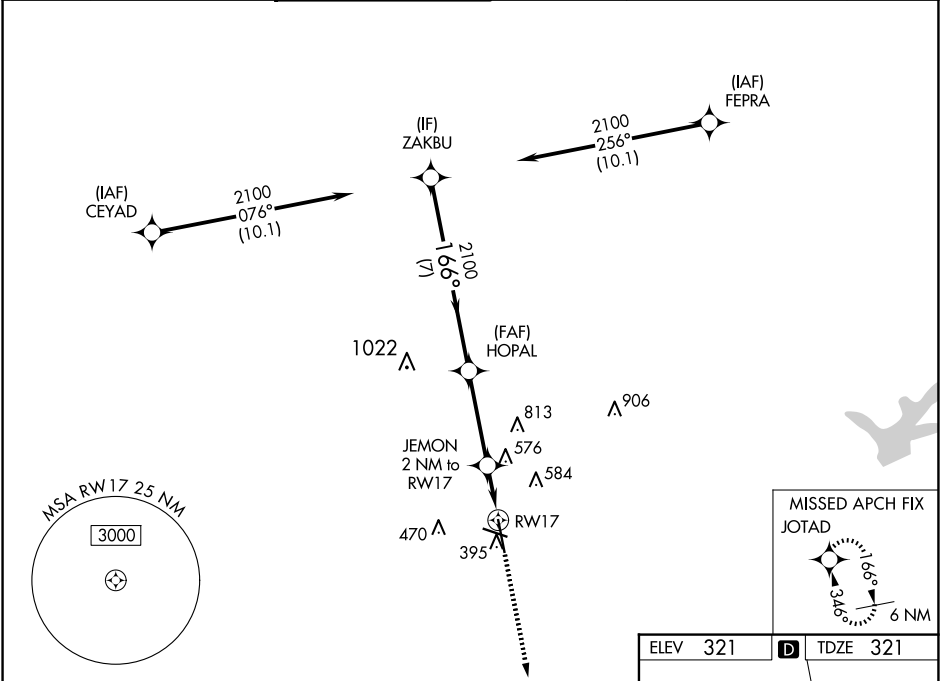 (IAF)
FEPRA
2100
256°
(10.1)
(IF)
ZAKBU
(IAF)
CEYAD
2100
076°
(10.1)
2100
166°
(7)
(FAF)
HOPAL
1022
813
906
JEMON
2 NM to
RW17
576
584
MSA RW17 25 NM
3000
470
395
RW17
MISSED APCH FIX
JOTAD
166°
346°
6 NM
ELEV 321 D TDZE 321